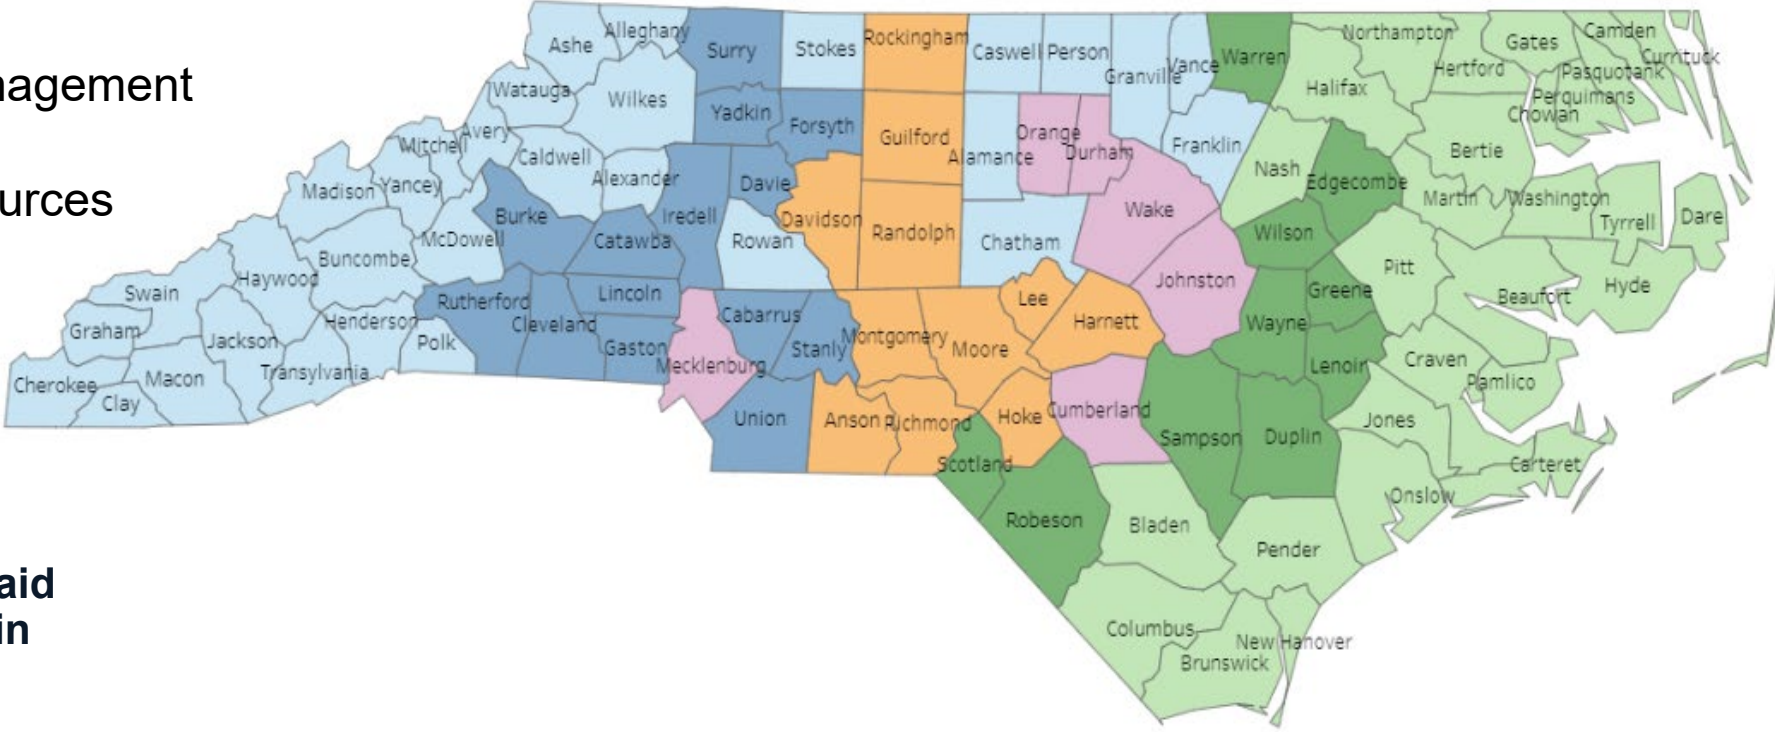 nagement
urces
aid
in
Ashe
Alleghany
Surry
Stokes
Rockingham
Caswell
Person
Granville
Vance
Warren
Northampton
Gates
Camden
Currituck
Hertford
Pasquotank
Perquimans
Chowan
Halifax
Watauga
Wilkes
Yadkin
Forsyth
Guilford
Alamance
Orange
Durham
Franklin
Nash
Edgecombe
Bertie
Martin
Washington
Tyrrell
Dare
Mitchell
Avery
Caldwell
Alexander
Madison
Yancey
Burke
Iredell
Davie
Davidson
Randolph
Chatham
Wake
Johnston
Wilson
McDowell
Catawba
Rowan
Buncombe
Haywood
Swain
Graham
Jackson
Henderson
Polk
Rutherford
Cleveland
Lincoln
Gaston
Mecklenburg
Cabarrus
Stanly
Montgomery
Moore
Lee
Harnett
Wayne
Greene
Lenoir
Pitt
Beaufort
Hyde
Craven
Pamlico
Cherokee
Clay
Macon
Transylvania
Union
Anson
Richmond
Hoke
Cumberland
Sampson
Duplin
Jones
Carteret
Onslow
Scotland
Robeson
Bladen
Pender
Columbus
New Hanover
Brunswick